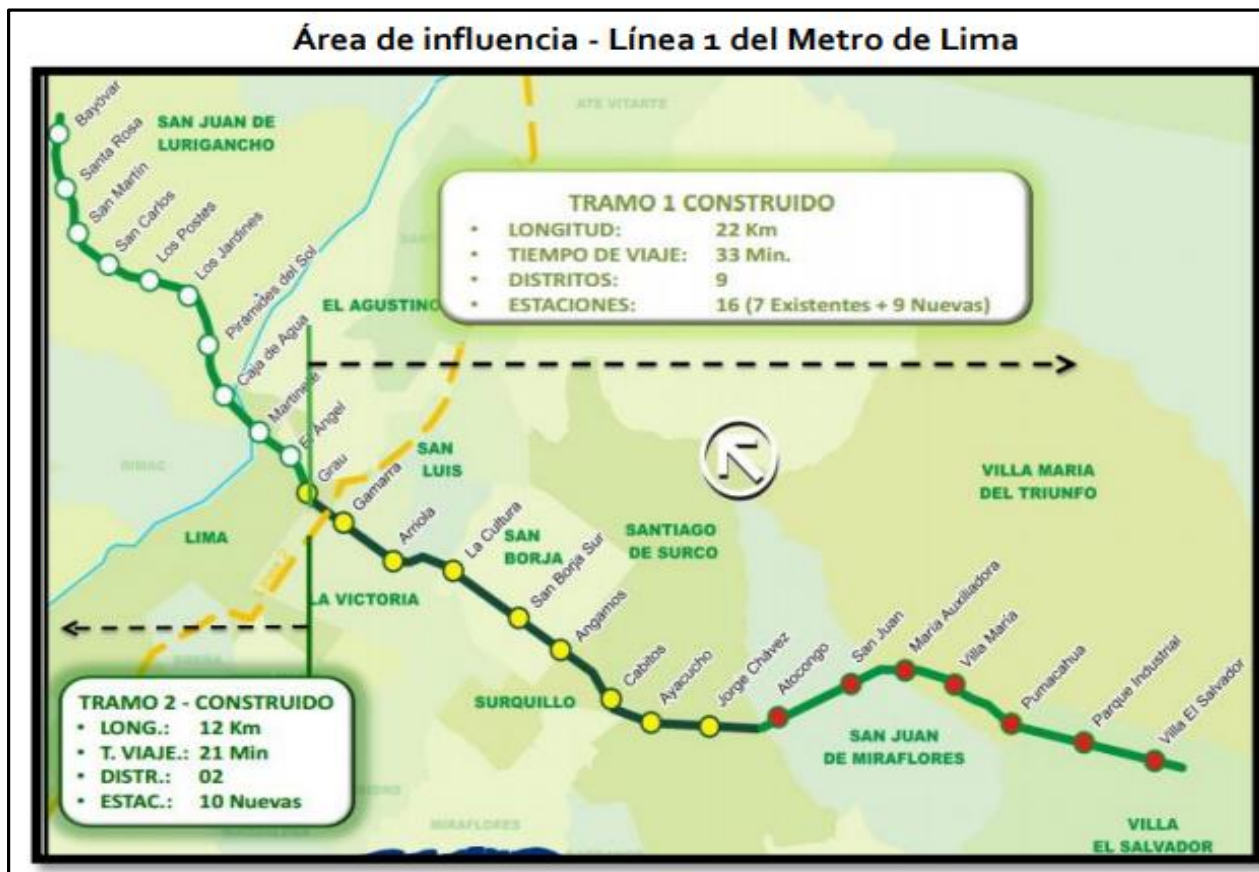 Área de influencia - Línea 1 del Metro de Lima
Bayóvar
Santa Rosa
San Martín
San Carlos
Los Postes
Los Jardines
Pirámides del Sol
Caja de Agua
Martinete
El Angel
Grau
Gamarra
Arriola
La Cultura
San Borja Sur
Angamos
Cabitos
Ayacucho
Jorge Chávez
Atocongo
San Juan
María Auxiliadora
Villa María
Pumacahua
Parque Industrial
Villa El Salvador
SAN JUAN DE
LURIGANCHO
ATE VITARTE
EL AGUSTINO
RIMAC
LIMA
SAN
LUIS
LA VICTORIA
SAN
BORJA
SANTIAGO
DE SURCO
SURQUILLO
MIRAFLORES
SAN JUAN
DE MIRAFLORES
VILLA MARIA
DEL TRIUNFO
VILLA
EL SALVADOR
TRAMO 1 CONSTRUIDO
• LONGITUD: 22 Km
• TIEMPO DE VIAJE: 33 Min.
• DISTRITOS: 9
• ESTACIONES: 16 (7 Existentes + 9 Nuevas)
TRAMO 2 - CONSTRUIDO
• LONG.: 12 Km
• T. VIAJE.: 21 Min
• DISTR.: 02
• ESTAC.: 10 Nuevas